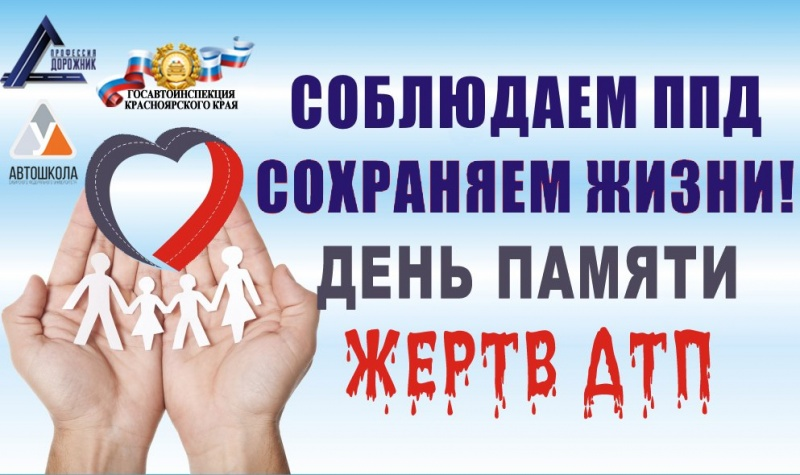 ПРОФЕССИЯ
ДОРОЖНИК
ГОСАВТОИНСПЕКЦИЯ
КРАСНОЯРСКОГО КРАЯ
АВТОШКОЛА
СОБЛЮДАЕМ ППД
СОХРАНЯЕМ ЖИЗНИ!
ДЕНЬ ПАМЯТИ
ЖЕРТВ ДТП